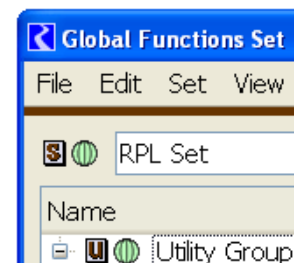 Global Functions Set
File Edit Set View
S RPL Set
Name
U Utility Group